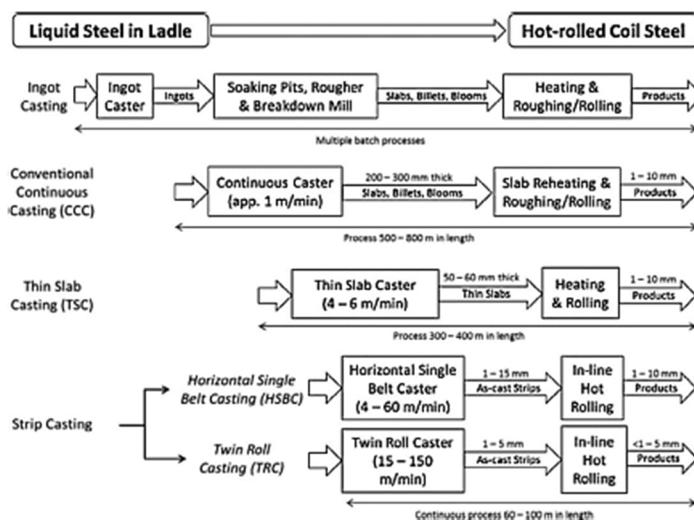 Liquid Steel in Ladle
Hot-rolled Coil Steel
Ingot
Casting
Ingot
Caster
Ingots
Soaking Pits, Rougher
& Breakdown Mill
Slabs, Billets, Blooms
Heating &
Roughing/Rolling
Products
Multiple batch processes
Conventional
Continuous
Casting (CCC)
Continuous Caster
(app. 1 m/min)
200 – 300 mm thick
Slabs, Billets, Blooms
Slab Reheating &
Roughing/Rolling
1 – 10 mm
Products
Process 500 – 800 m in length
Thin Slab
Casting (TSC)
Thin Slab Caster
(4 – 6 m/min)
50 – 60 mm thick
Thin Slabs
Heating
& Rolling
1 – 10 mm
Products
Process 300 – 400 m in length
Strip Casting
Horizontal Single
Belt Casting (HSBC)
Horizontal Single
Belt Caster
(4 – 60 m/min)
1 – 15 mm
As-cast Strips
In-line
Hot
Rolling
1 – 10 mm
Products
Twin Roll
Casting (TRC)
Twin Roll Caster
(15 – 150
m/min)
1 – 5 mm
As-cast Strips
In-line
Hot
Rolling
<1 – 5 mm
Products
Continuous process 60 – 100 m in length